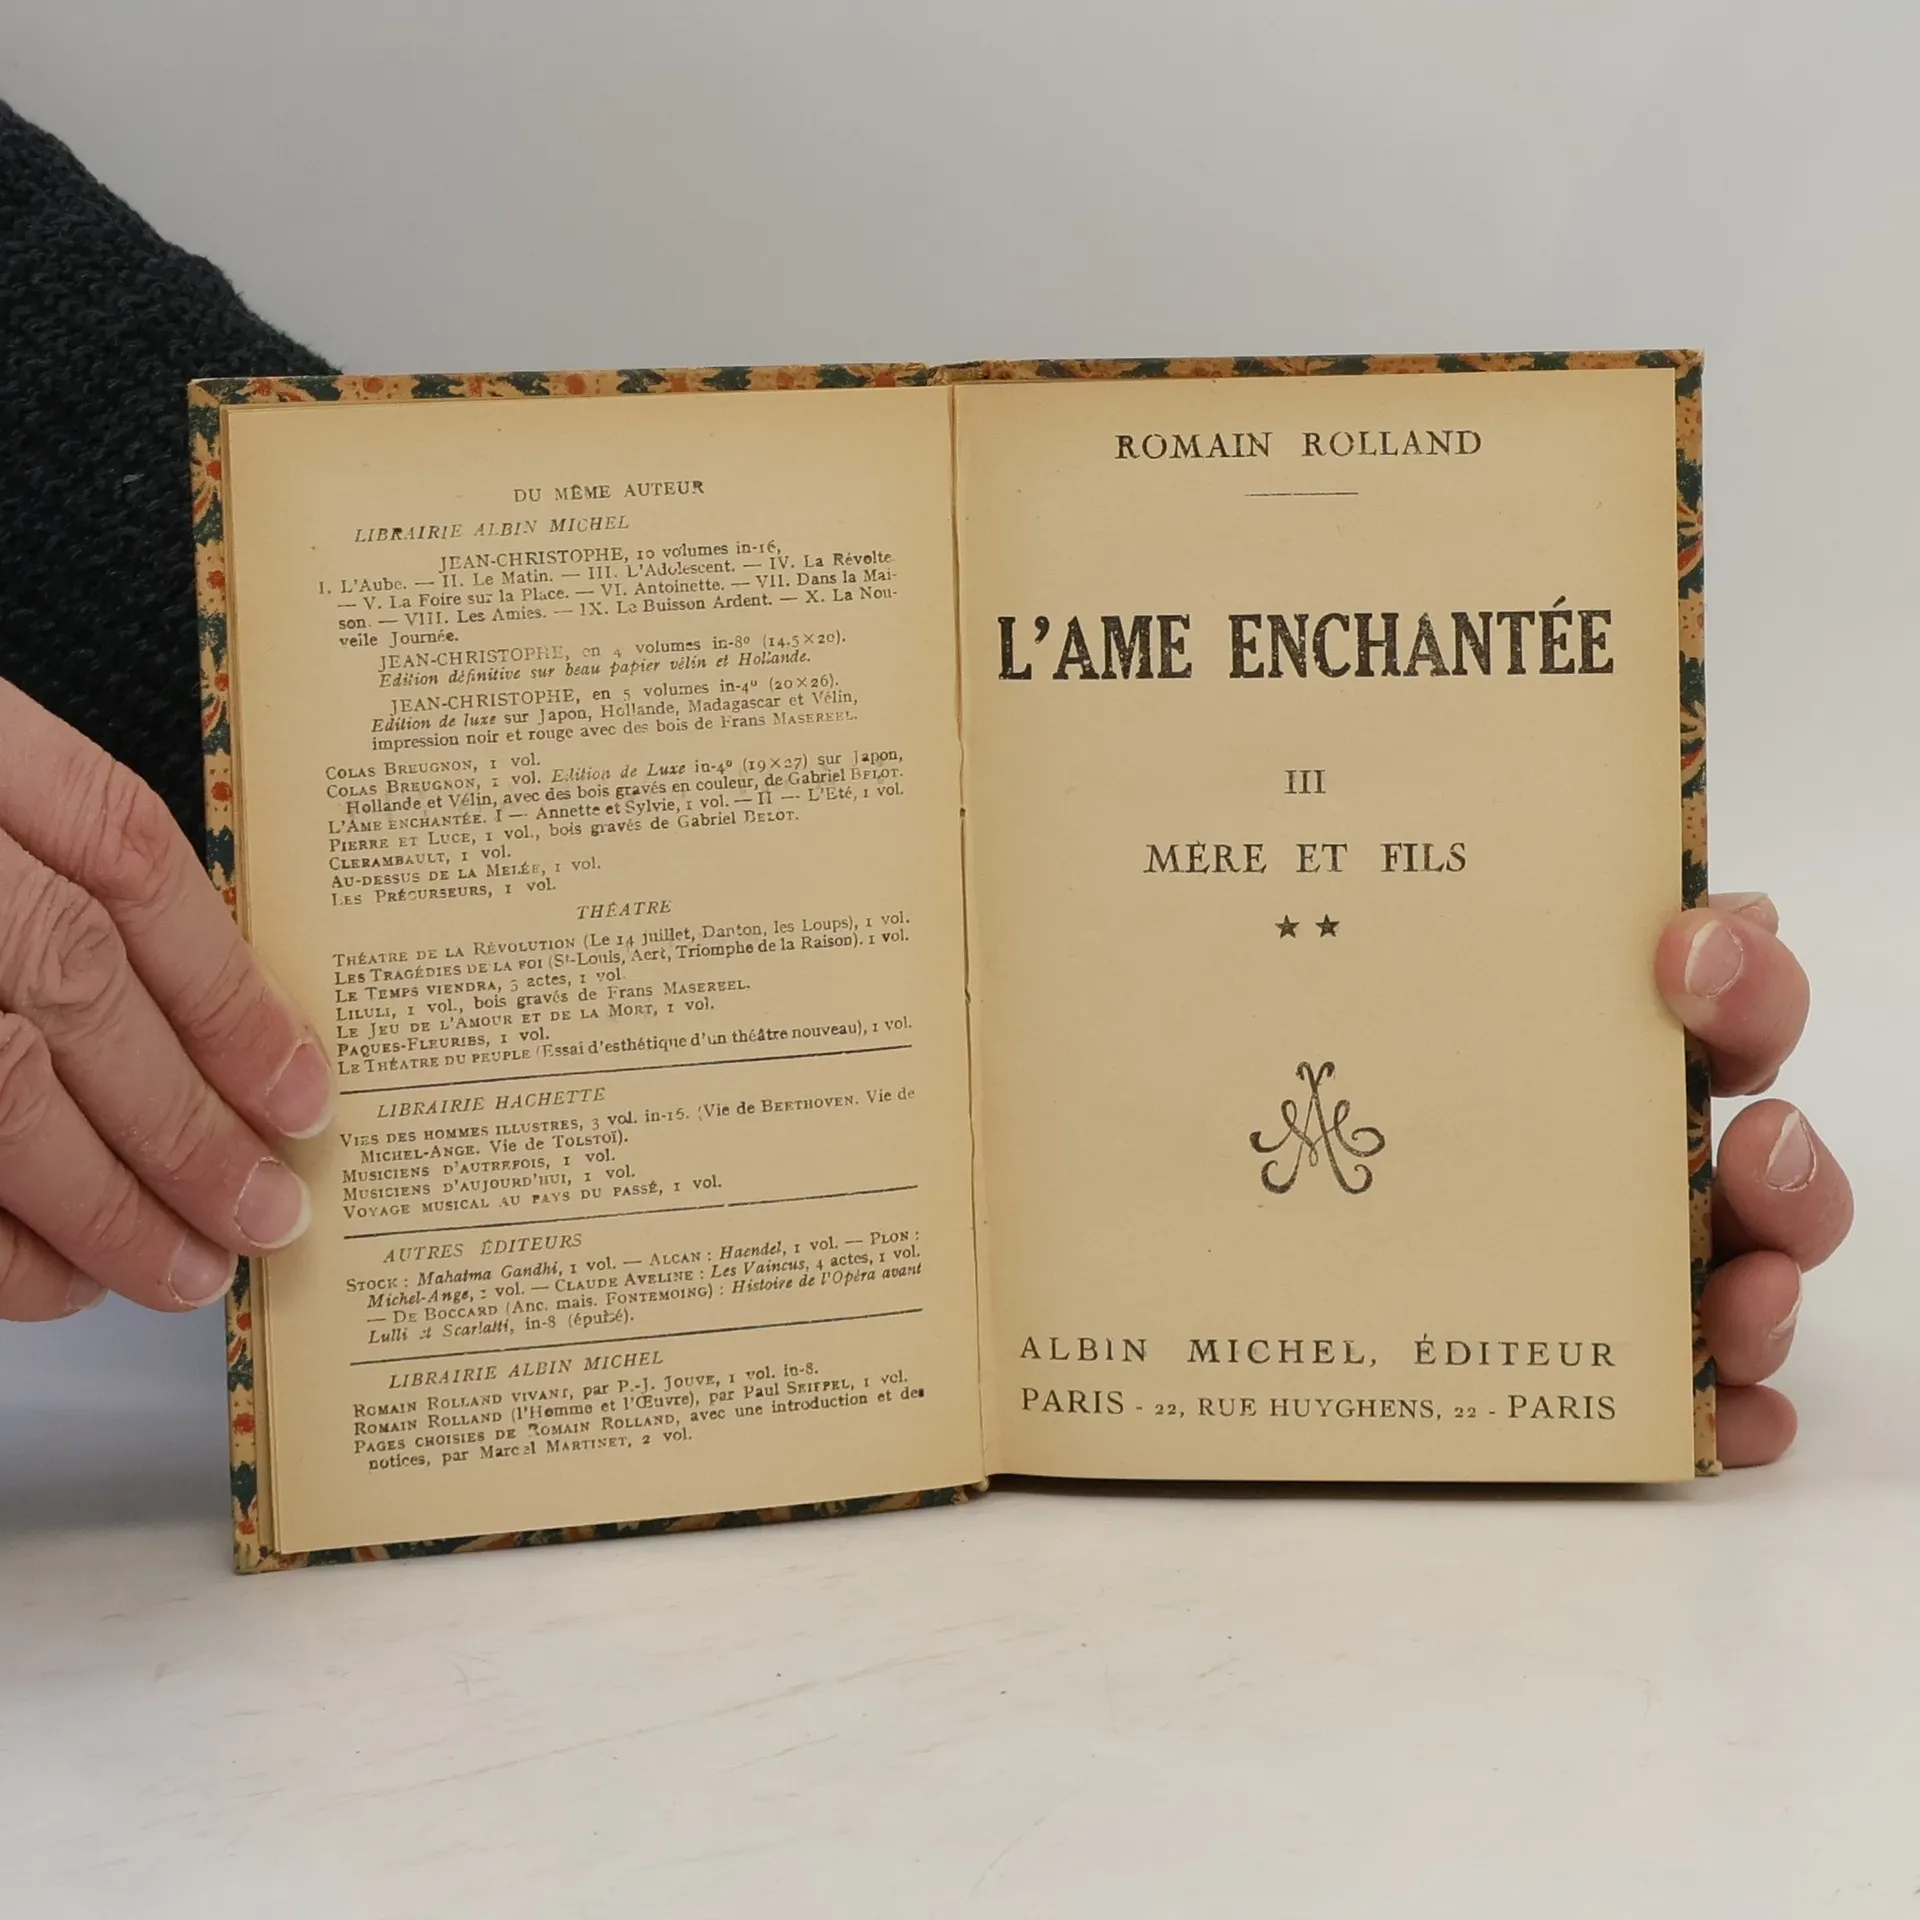 DU MÊME AUTEUR
LIBRAIRIE ALBIN MICHEL
JEAN-CHRISTOPHE, 10 volumes in-16,
I. L'Aube. — II. Le Matin. — III. L'Adolescent. — IV. La Révolte.
— V. La Foire sur la Place. — VI. Antoinette. — VII. Dans la Mai-
son. — VIII. Les Amies. — IX. Le Buisson Ardent. — X. La Nou-
velle Journée.
JEAN-CHRISTOPHE, en 4 volumes in-8º (14,5×20).
Edition définitive sur beau papier vélin et Hollande.
JEAN-CHRISTOPHE, en 5 volumes in-4º (20×26).
Edition de luxe sur Japon, Hollande, Madagascar et Vélin,
impression noir et rouge avec des bois de Frans MASEREEL.
COLAS BREUGNON, 1 vol.
COLAS BREUGNON, 1 vol. Edition de Luxe in-4º (19×27) sur Japon,
Hollande et Vélin, avec des bois gravés en couleur, de Gabriel BELOT.
L'AME ENCHANTÉE. I — Annette et Sylvie, 1 vol. — II — L'Eté, 1 vol.
PIERRE ET LUCE, 1 vol., bois gravés de Gabriel BELOT.
CLERAMBAULT, 1 vol.
AU-DESSUS DE LA MELÉE, 1 vol.
LES PRÉCURSEURS, 1 vol.
THÉATRE
THÉATRE DE LA RÉVOLUTION (Le 14 juillet, Danton, les Loups), 1 vol.
LES TRAGÉDIES DE LA FOI (St-Louis, Aert, Triomphe de la Raison). 1 vol.
LE TEMPS VIENDRA, 3 actes, 1 vol.
LILULI, 1 vol., bois gravés de Frans MASEREEL.
LE JEU DE L'AMOUR ET DE LA MORT, 1 vol.
PAQUES-FLEURIES, 1 vol.
LE THÉATRE DU PEUPLE (Essai d'esthétique d'un théâtre nouveau), 1 vol.
LIBRAIRIE HACHETTE
VIES DES HOMMES ILLUSTRES, 3 vol. in-16. (Vie de BEETHOVEN. Vie de
MICHEL-ANGE. Vie de TOLSTOÏ).
MUSICIENS D'AUTREFOIS, 1 vol.
MUSICIENS D'AUJOURD'HUI, 1 vol.
VOYAGE MUSICAL AU PAYS DU PASSÉ, 1 vol.
AUTRES ÉDITEURS
STOCK : Mahatma Gandhi, 1 vol. — ALCAN : Haendel, 1 vol. — PLON :
Michel-Ange, 1 vol. — CLAUDE AVELINE : Les Vaincus, 4 actes, 1 vol.
— DE BOCCARD (Anc. mais. FONTEMOING) : Histoire de l'Opéra avant
Lulli et Scarlatti, in-8 (épuisé).
LIBRAIRIE ALBIN MICHEL
ROMAIN ROLLAND VIVANT, par P.-J. JOUVE, 1 vol. in-8.
ROMAIN ROLLAND (l'Homme et l'Œuvre), par Paul SEIPPEL, 1 vol.
PAGES CHOISIES DE ROMAIN ROLLAND, avec une introduction et des
notices, par Marcel MARTINET, 2 vol.
ROMAIN ROLLAND
L'AME ENCHANTÉE
III
MÈRE ET FILS
★ ★
ALBIN MICHEL, ÉDITEUR
PARIS - 22, RUE HUYGHENS, 22 - PARIS